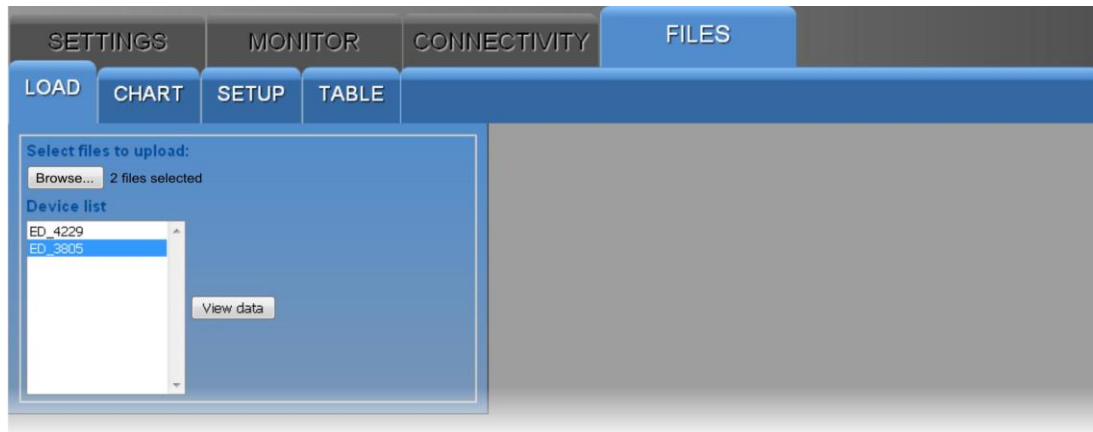 SETTINGS MONITOR CONNECTIVITY FILES
LOAD CHART SETUP TABLE
Select files to upload:
Browse... 2 files selected
Device list
ED_4229
ED_3805
View data